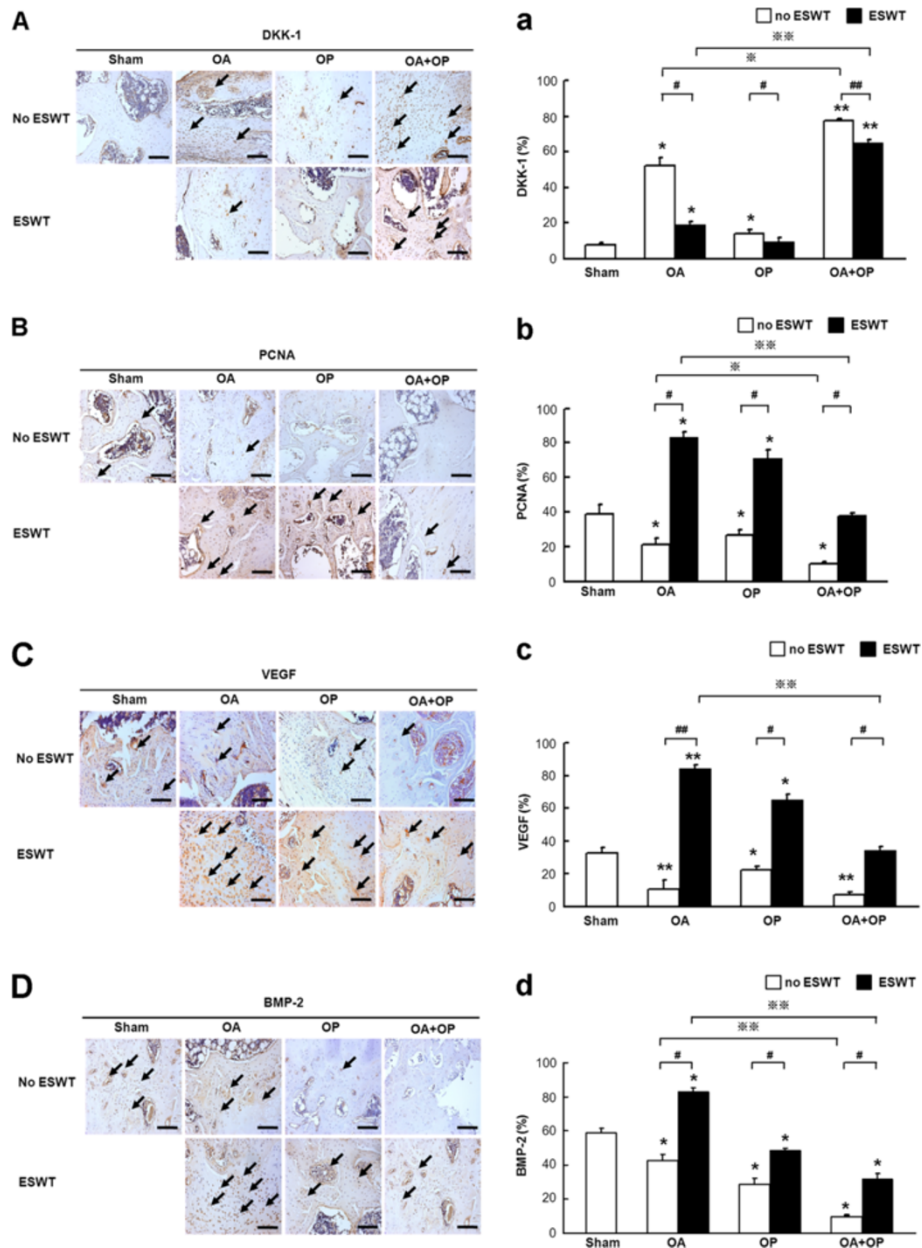 A
DKK-1
Sham OA OP OA+OP
No ESWT
ESWT
a
no ESWT ESWT
※※
※
# # ##
* * * ** **
DKK-1 (%)
100
80
60
40
20
0
Sham OA OP OA+OP
B
PCNA
Sham OA OP OA+OP
No ESWT
ESWT
b
no ESWT ESWT
※※
※
# # #
* * * * *
PCNA (%)
100
80
60
40
20
0
Sham OA OP OA+OP
C
VEGF
Sham OA OP OA+OP
No ESWT
ESWT
c
no ESWT ESWT
※※
## # #
** ** * * **
VEGF (%)
100
80
60
40
20
0
Sham OA OP OA+OP
D
BMP-2
Sham OA OP OA+OP
No ESWT
ESWT
d
no ESWT ESWT
※※
※※
# # #
* * * * * *
BMP-2 (%)
100
80
60
40
20
0
Sham OA OP OA+OP